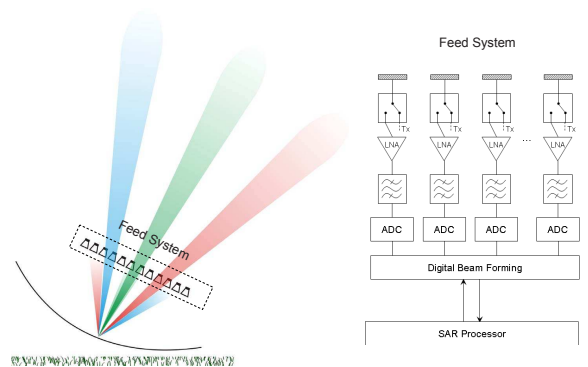 Feed System
Feed System
Tx
Tx
Tx
Tx
LNA
LNA
LNA
...
LNA
ADC
ADC
ADC
ADC
Digital Beam Forming
SAR Processor